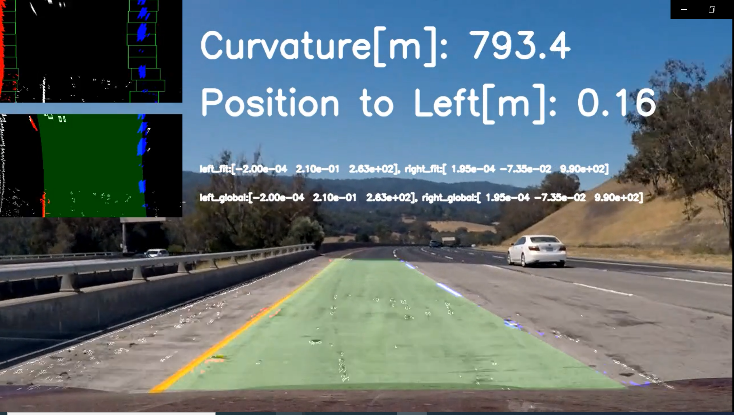 Curvature[m]: 793.4
Position to Left[m]: 0.16
left_fit:[-2.00e-04 2.10e-01 2.63e+02], right_fit:[ 1.95e-04 -7.35e-02 9.90e+02]
left_global:[-2.00e-04 2.10e-01 2.63e+02], right_global:[ 1.95e-04 -7.35e-02 9.90e+02]